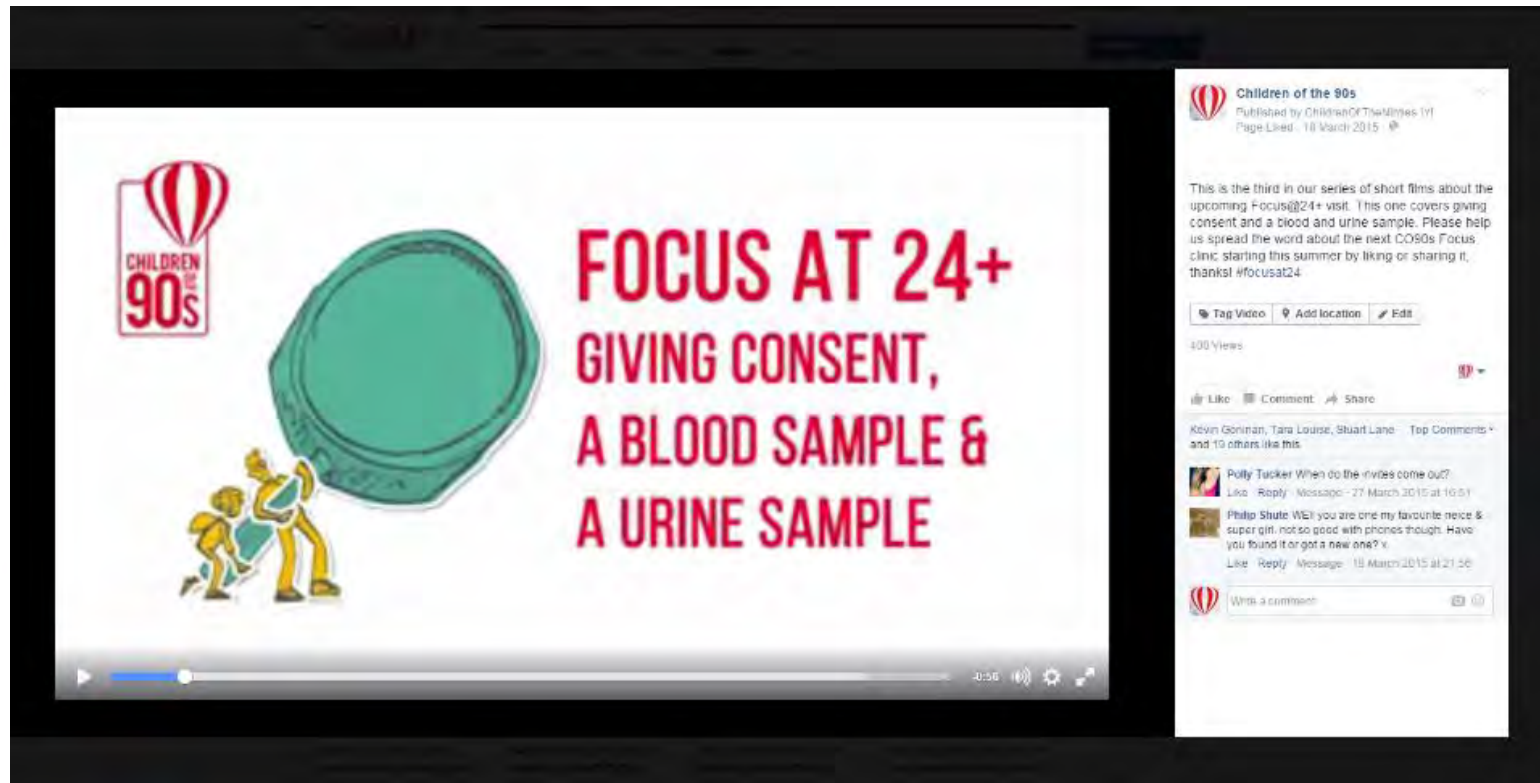 CHILDREN
OF THE
90s
FOCUS AT 24+
GIVING CONSENT,
A BLOOD SAMPLE &
A URINE SAMPLE
-0:56
Children of the 90s
Published by ChildrenOf TheNineties
Page Liked · 18 March 2015
This is the third in our series of short films about the
upcoming Focus@24+ visit. This one covers giving
consent and a blood and urine sample. Please help
us spread the word about the next CO90s Focus
clinic starting this summer by liking or sharing it,
thanks! #focusat24
Tag Video Add location Edit
Views
Like Comment Share
Kevin Tara Louise, Stuart Lane Top Comments
and 19 others like this.
Polly Tucker When do the invites come out?
Like · Reply · Message · 27 March 2015 at 16:51
Philip Shute WEll you are one my favourite neice &
super girl. not so good with phones though. Have
you found it or got a new one? x
Like · Reply · Message · 18 March 2015 at 21:56
Write a comment